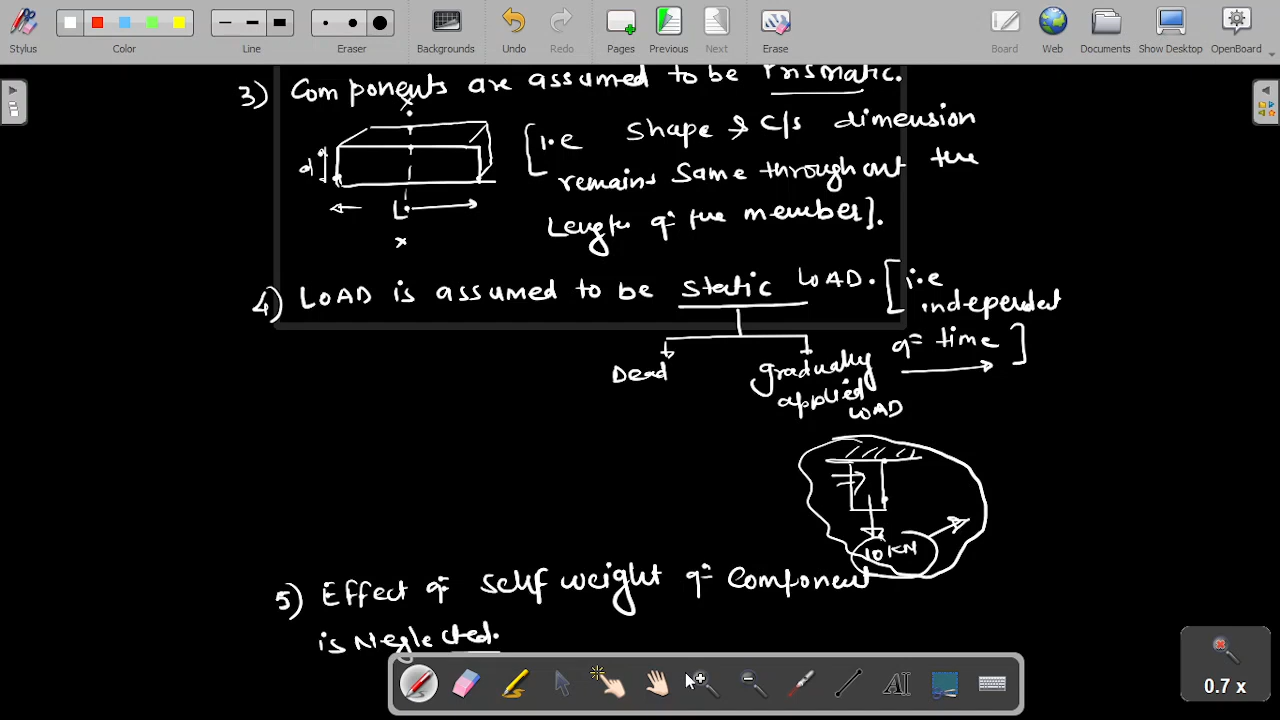 Stylus
Color
Line
Eraser
Backgrounds
Undo
Redo
Pages
Previous
Next
Erase
Board
Web
Documents
Show Desktop
OpenBoard
3) Components are assumed to be Prismatic.
[i.e Shape & C/s dimension
remains same throughout the
Length of the member].
d
L
x
x
4) LOAD is assumed to be static LOAD. [i.e
independent
of time]
Dead
gradually
applied
LOAD
10 KN
5) Effect of self weight of component
is Neglected.
0.7 x